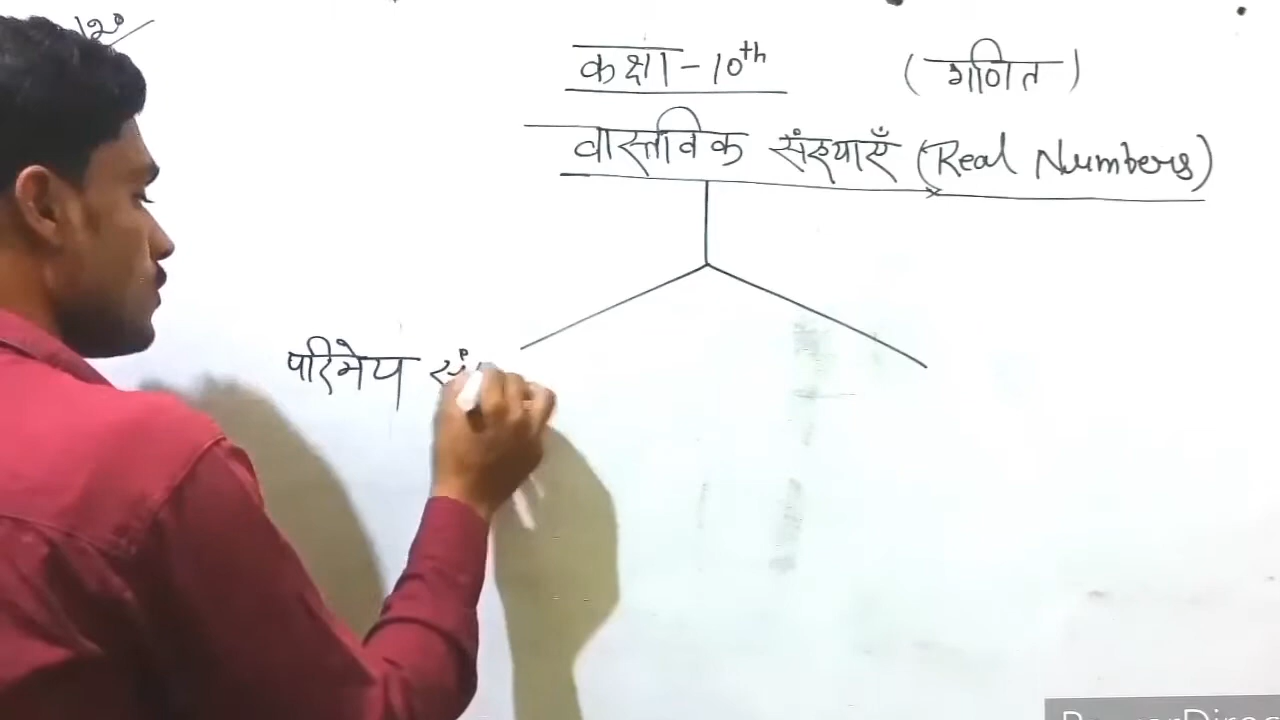 कक्षा - 10th (गणित)
वास्तविक संख्याएँ (Real Numbers)
परिमेय सं